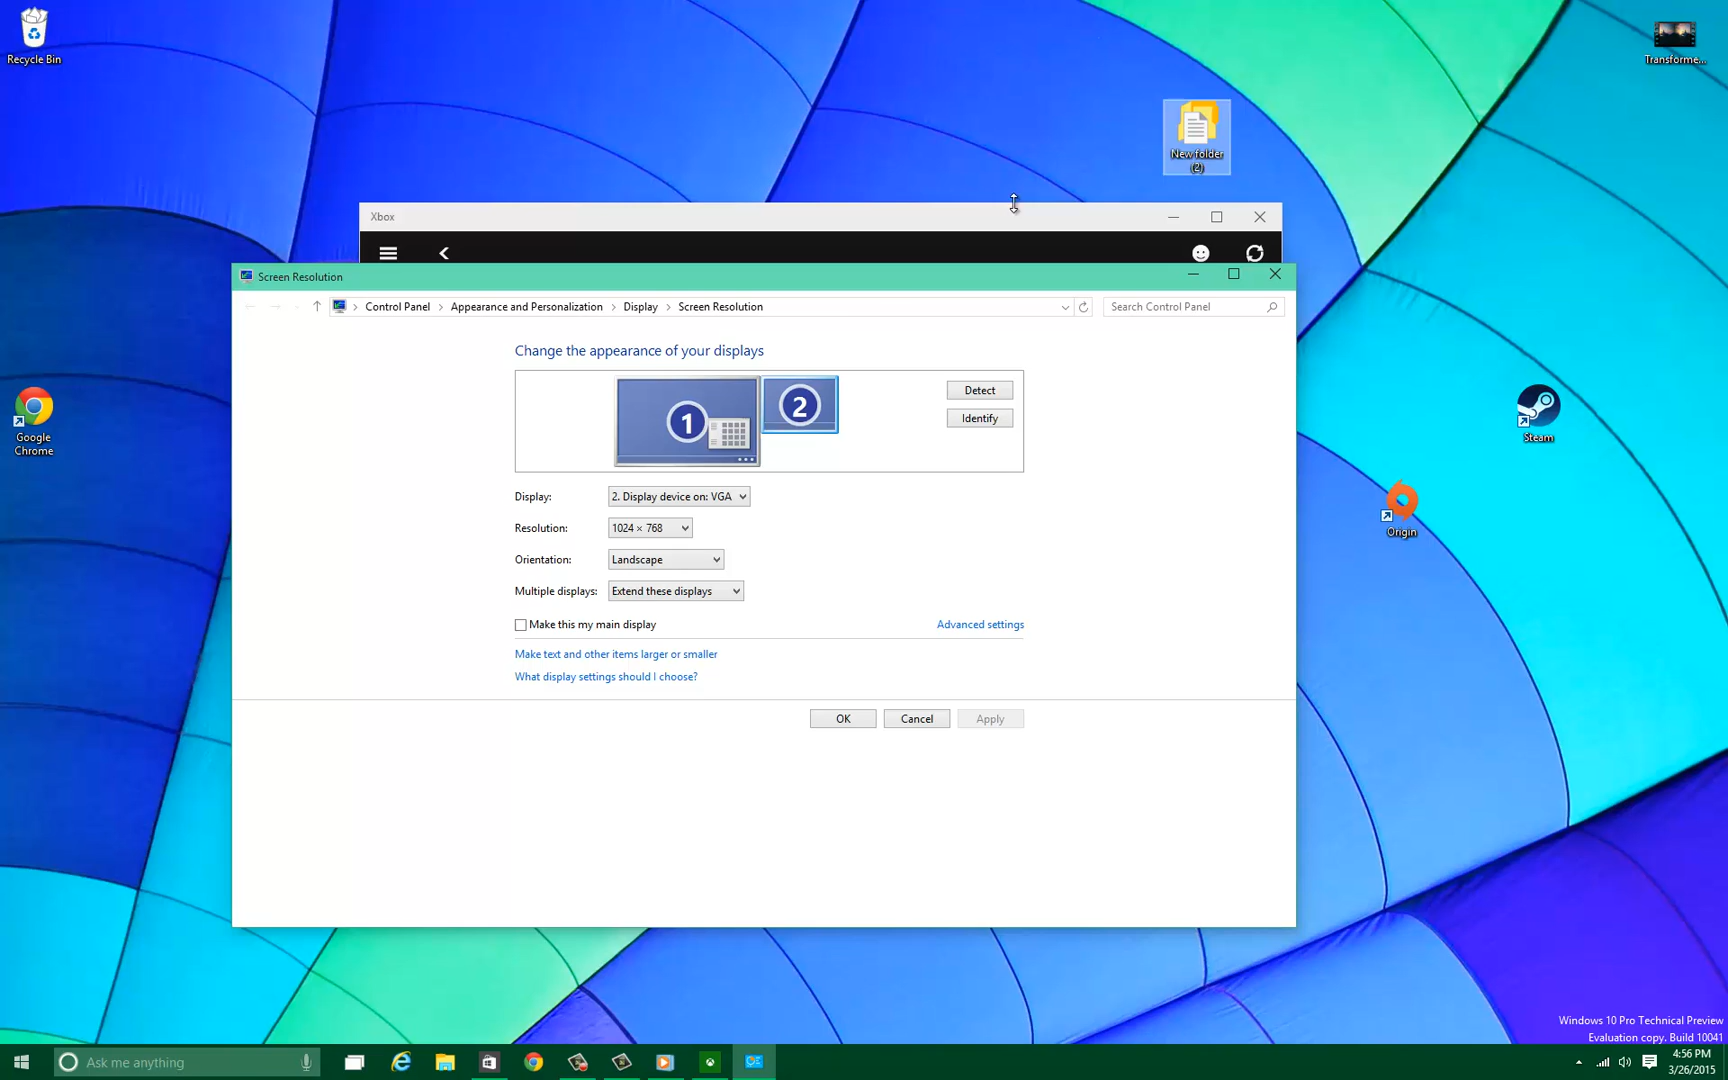 Recycle Bin
Transforme...
New folder
(2)
Xbox
Screen Resolution
Control Panel
Appearance and Personalization
Display
Screen Resolution
Search Control Panel
Change the appearance of your displays
1
2
Detect
Identify
Google
Chrome
Steam
Origin
Display:
2. Display device on: VGA
Resolution:
1024 × 768
Orientation:
Landscape
Multiple displays:
Extend these displays
Make this my main display
Advanced settings
Make text and other items larger or smaller
What display settings should I choose?
OK
Cancel
Apply
Windows 10 Pro Technical Preview
Evaluation copy. Build 10041
Ask me anything
4:56 PM
3/26/2015